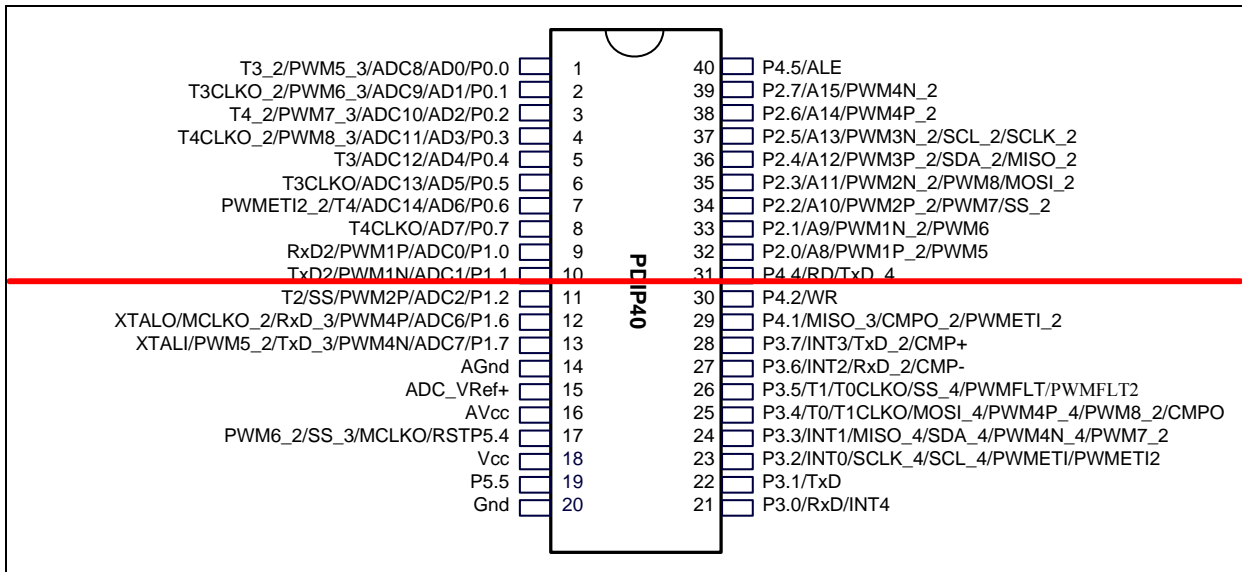 T3_2/PWM5_3/ADC8/AD0/P0.0 1 40 P4.5/ALE
T3CLKO_2/PWM6_3/ADC9/AD1/P0.1 2 39 P2.7/A15/PWM4N_2
T4_2/PWM7_3/ADC10/AD2/P0.2 3 38 P2.6/A14/PWM4P_2
T4CLKO_2/PWM8_3/ADC11/AD3/P0.3 4 37 P2.5/A13/PWM3N_2/SCL_2/SCLK_2
T3/ADC12/AD4/P0.4 5 36 P2.4/A12/PWM3P_2/SDA_2/MISO_2
T3CLKO/ADC13/AD5/P0.5 6 35 P2.3/A11/PWM2N_2/PWM8/MOSI_2
PWMETI2_2/T4/ADC14/AD6/P0.6 7 34 P2.2/A10/PWM2P_2/PWM7/SS_2
T4CLKO/AD7/P0.7 8 33 P2.1/A9/PWM1N_2/PWM6
RxD2/PWM1P/ADC0/P1.0 9 32 P2.0/A8/PWM1P_2/PWM5
TxD2/PWM1N/ADC1/P1.1 10 31 P4.4/RD/TxD_4
PDIP40
T2/SS/PWM2P/ADC2/P1.2 11 30 P4.2/WR
XTALO/MCLKO_2/RxD_3/PWM4P/ADC6/P1.6 12 29 P4.1/MISO_3/CMPO_2/PWMETI_2
XTALI/PWM5_2/TxD_3/PWM4N/ADC7/P1.7 13 28 P3.7/INT3/TxD_2/CMP+
AGnd 14 27 P3.6/INT2/RxD_2/CMP-
ADC_VRef+ 15 26 P3.5/T1/T0CLKO/SS_4/PWMFLT/PWMFLT2
AVcc 16 25 P3.4/T0/T1CLKO/MOSI_4/PWM4P_4/PWM8_2/CMPO
PWM6_2/SS_3/MCLKO/RSTP5.4 17 24 P3.3/INT1/MISO_4/SDA_4/PWM4N_4/PWM7_2
Vcc 18 23 P3.2/INT0/SCLK_4/SCL_4/PWMETI/PWMETI2
P5.5 19 22 P3.1/TxD
Gnd 20 21 P3.0/RxD/INT4